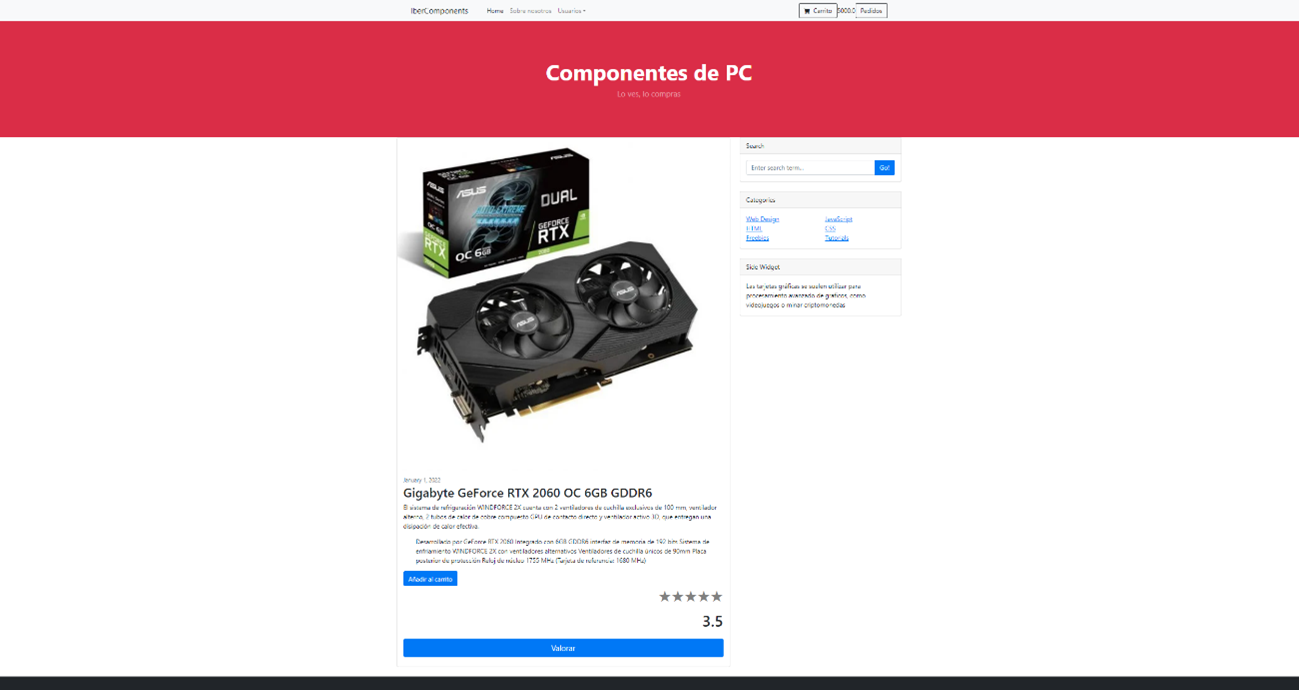 IberComponents Home Sobre nosotros Usuarios Carrito 5000.0 Pedidos
Componentes de PC
Lo ves, lo compras
ASUS
DUAL
GEFORCE
RTX
OC 6GB
GEFORCE
RTX
ASUS
ASUS
Search
Enter search term... Go!
Categories
Web Design JavaScript
HTML CSS
Freebies Tutorials
Side Widget
Las tarjetas gráficas se suelen utilizar para
procesamiento avanzado de gráficos, como
videojuegos o minar criptomonedas
January 1, 2022
Gigabyte GeForce RTX 2060 OC 6GB GDDR6
El sistema de refrigeración WINDFORCE 2X cuenta con 2 ventiladores de cuchilla exclusivos de 100 mm, ventilador
alterna, 2 tubos de calor de cobre compuesto GPU de contacto directo y ventilador activo 3D, que entregan una
disipación de calor efectiva.
Desarrollado por GeForce RTX 2060 Integrado con 6GB GDDR6 interfaz de memoria de 192 bits Sistema de
enfriamiento WINDFORCE 2X con ventiladores alternativos Ventiladores de cuchilla únicos de 90mm Placa
posterior de protección Reloj de núcleo 1755 MHz (Tarjeta de referencia: 1680 MHz)
Añadir al carrito
3.5
Valorar